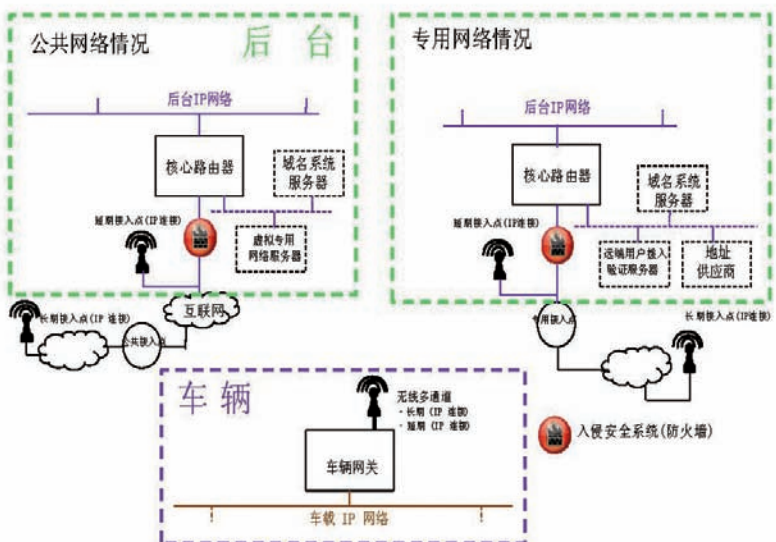 公共网络情况
后 台
后台IP网络
核心路由器
域名系统
服务器
短期接入点(IP连接)
虚拟专用
网络服务器
互联网
长期接入点(IP 连接)
公共接入点
专用网络情况
后台IP网络
核心路由器
域名系统
服务器
短期接入点(IP连接)
远端用户接入
验证服务器
地址
供应商
专用接入点
长期接入点(IP连接)
车 辆
无线多通道
- 长期 (IP 连接)
- 短期 (IP 连接)
车辆网关
车载 IP 网络
入侵安全系统(防火墙)